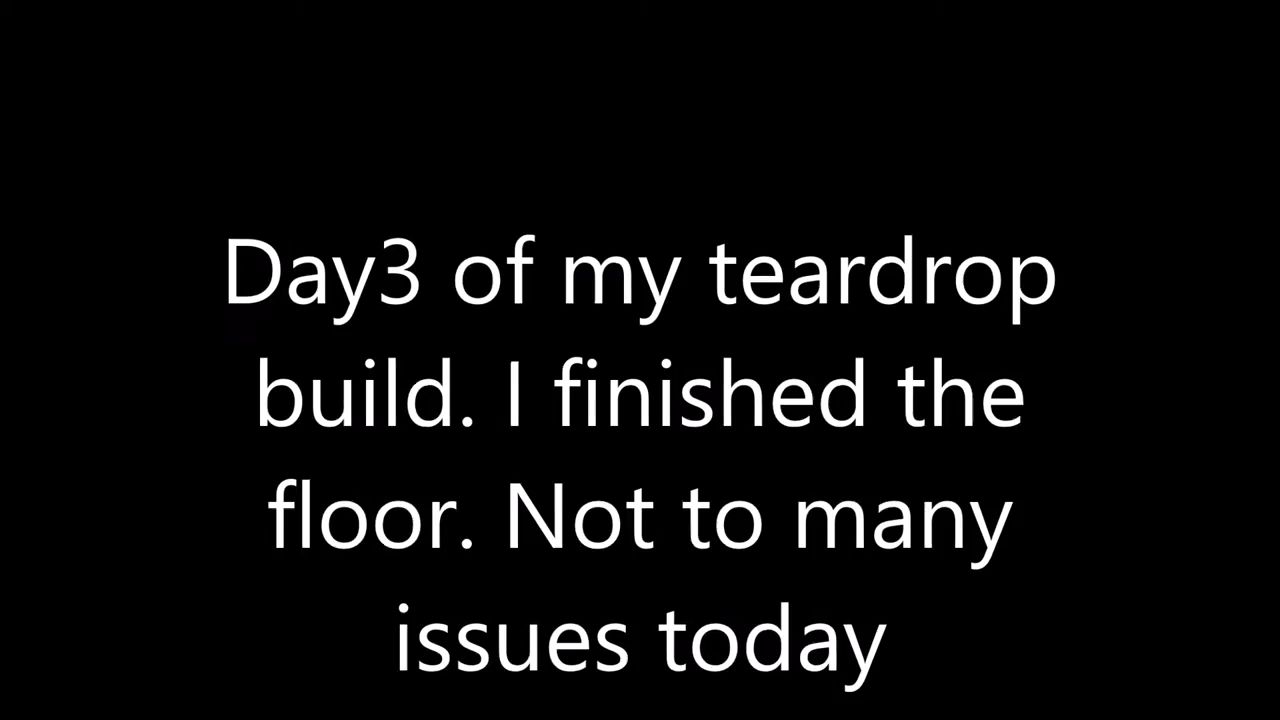 Day3 of my teardrop
build. I finished the
floor. Not to many
issues today